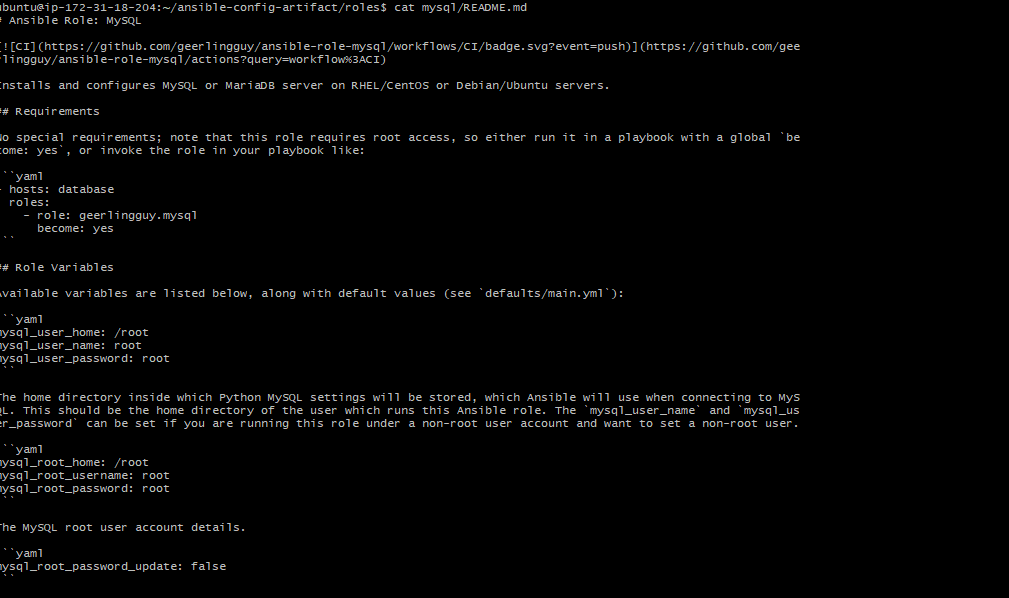 ubuntu@ip-172-31-18-204:~/ansible-config-artifact/roles$ cat mysql/README.md
# Ansible Role: MySQL
[![CI](https://github.com/geerlingguy/ansible-role-mysql/workflows/CI/badge.svg?event=push)](https://github.com/gee
rlingguy/ansible-role-mysql/actions?query=workflow%3ACI)
Installs and configures MySQL or MariaDB server on RHEL/CentOS or Debian/Ubuntu servers.
## Requirements
No special requirements; note that this role requires root access, so either run it in a playbook with a global `be
come: yes`, or invoke the role in your playbook like:
```yaml
- hosts: database
  roles:
    - role: geerlingguy.mysql
      become: yes
```
## Role Variables
Available variables are listed below, along with default values (see `defaults/main.yml`):
```yaml
mysql_user_home: /root
mysql_user_name: root
mysql_user_password: root
```
The home directory inside which Python MySQL settings will be stored, which Ansible will use when connecting to MyS
QL. This should be the home directory of the user which runs this Ansible role. The `mysql_user_name` and `mysql_us
er_password` can be set if you are running this role under a non-root user account and want to set a non-root user.
```yaml
mysql_root_home: /root
mysql_root_username: root
mysql_root_password: root
```
The MySQL root user account details.
```yaml
mysql_root_password_update: false
```